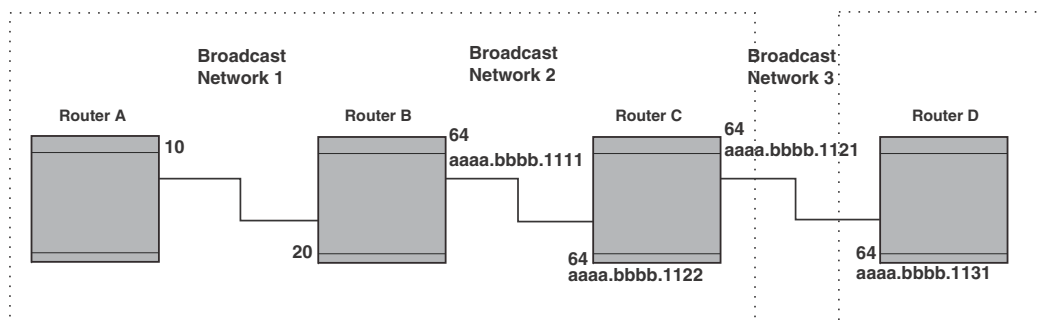 Broadcast
Network 1
Broadcast
Network 2
Broadcast
Network 3
Router A
Router B
Router C
Router D
10
64
aaaa.bbbb.1111
64
aaaa.bbbb.1121
20
64
aaaa.bbbb.1122
64
aaaa.bbbb.1131